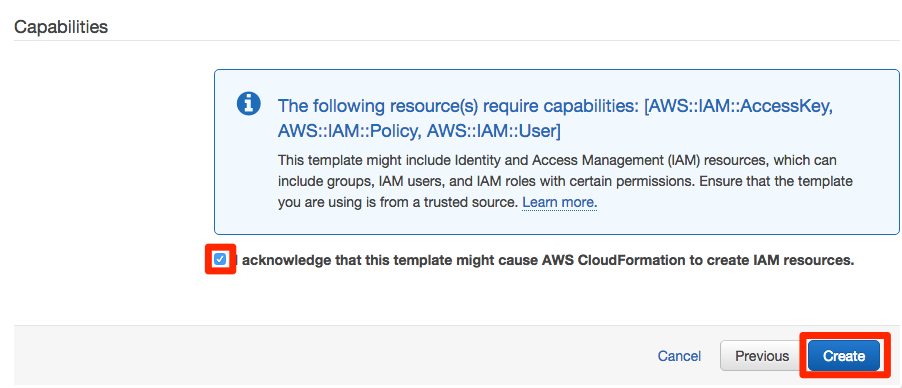 Capabilities
The following resource(s) require capabilities: [AWS::IAM::AccessKey,
AWS::IAM::Policy, AWS::IAM::User]
This template might include Identity and Access Management (IAM) resources, which can
include groups, IAM users, and IAM roles with certain permissions. Ensure that the template
you are using is from a trusted source. Learn more.
I acknowledge that this template might cause AWS CloudFormation to create IAM resources.
Cancel Previous Create